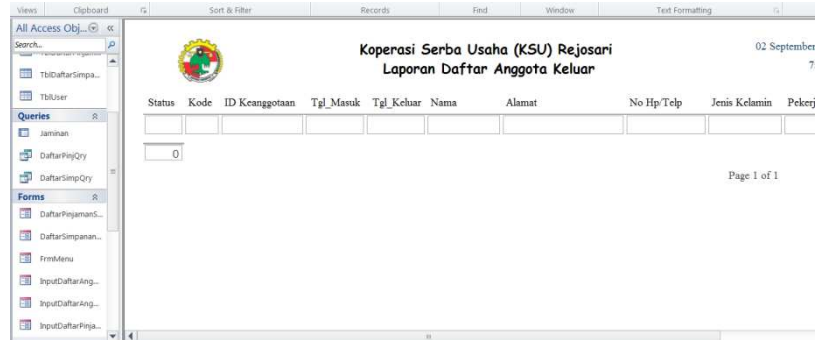 Views Clipboard Sort & Filter Records Find Window Text Formatting
All Access Obj...
Search...
TblDaftarSimpa...
TblUser
Queries
Jaminan
DaftarPinjQry
DaftarSimpQry
Forms
DaftarPinjamanS...
DaftarSimpanan...
FrmMenu
InputDaftarAng...
InputDaftarAng...
InputDaftarPinja...
Koperasi Serba Usaha (KSU) Rejosari
Laporan Daftar Anggota Keluar
02 September
7:
Status Kode ID Keanggotaan Tgl_Masuk Tgl_Keluar Nama Alamat No Hp/Telp Jenis Kelamin Pekerj
0
Page 1 of 1